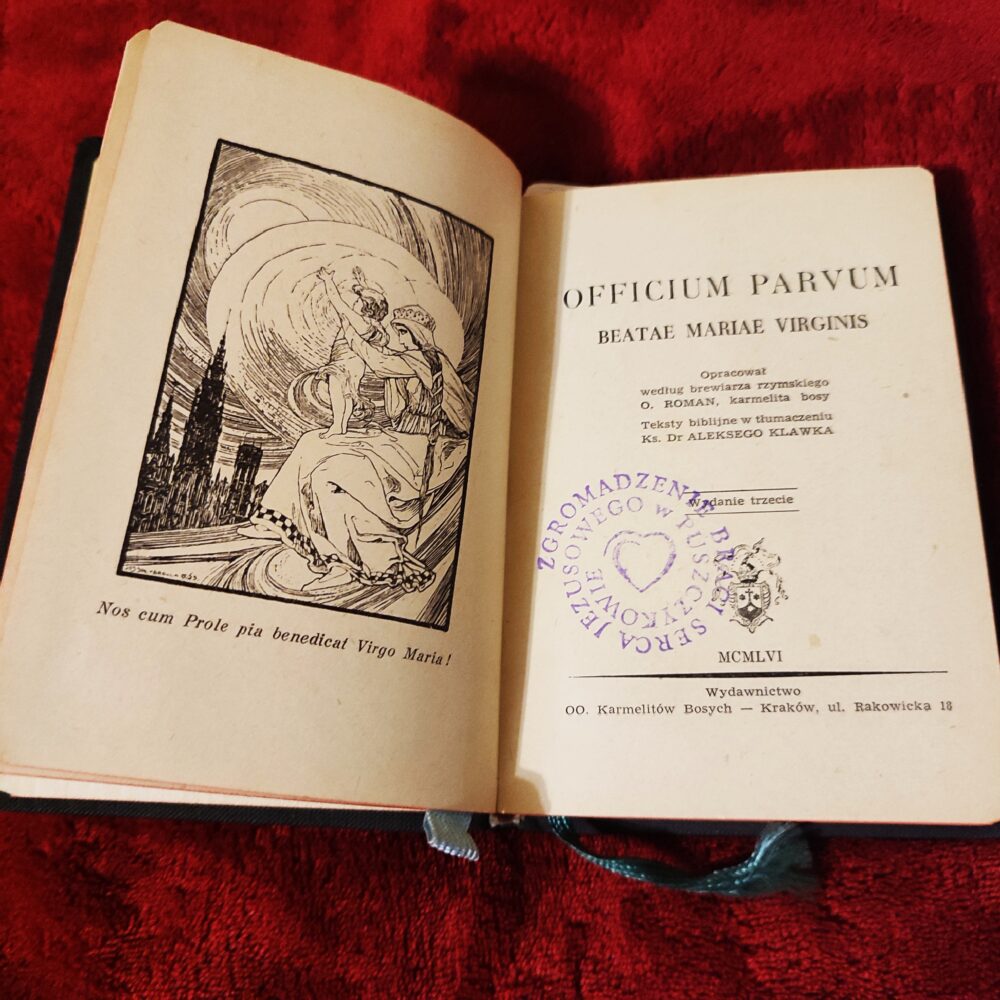 Nos cum Prole pia benedicat Virgo Maria!
OFFICIUM PARVUM
BEATAE MARIAE VIRGINIS
Opracował
według brewiarza rzymskiego
O. ROMAN, karmelita bosy
Teksty biblijne w tłumaczeniu
Ks. Dr ALEKSEGO KLAWKA
Wydanie trzecie
ZGROMADZENIE BRACI SERCA JEZUSOWEGO w PUSZCZYKOWIE
MCMLVI
Wydawnictwo
OO. Karmelitów Bosych — Kraków, ul. Rakowicka 18